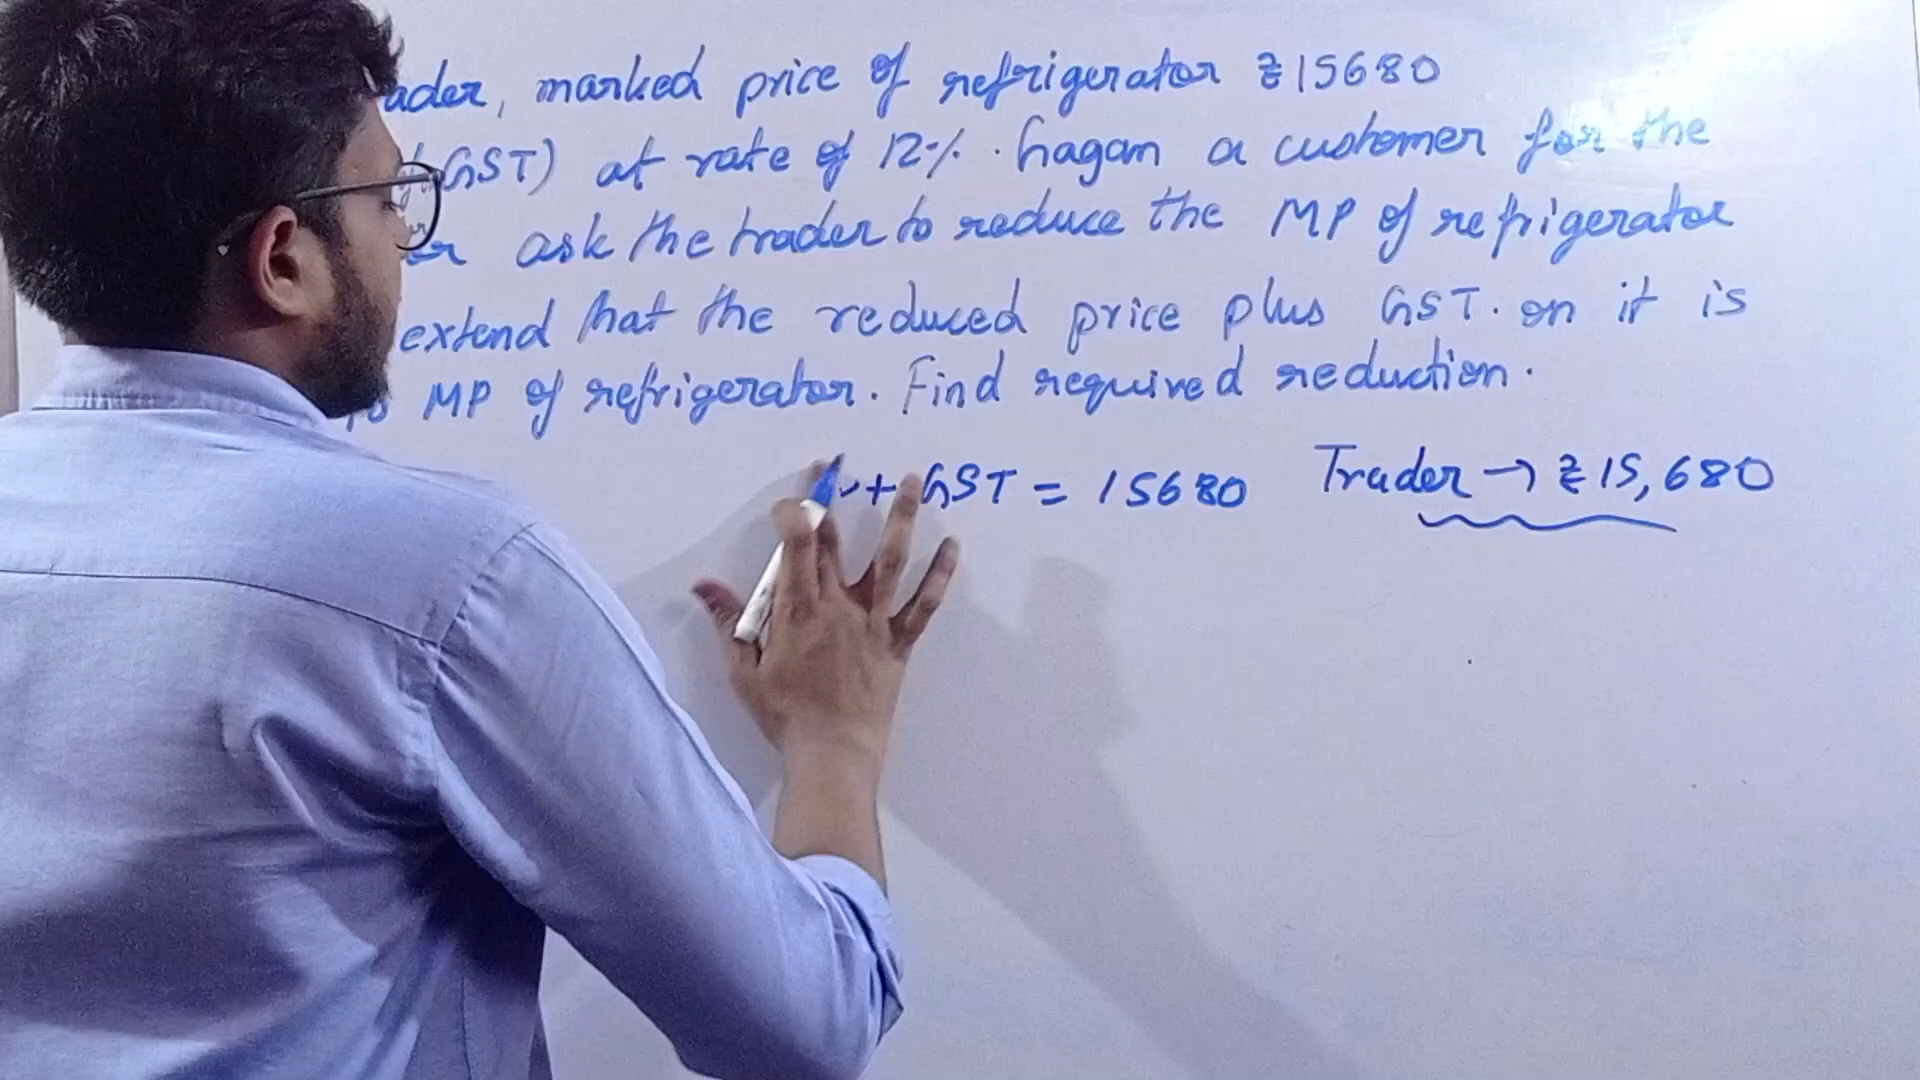 ader, marked price of refrigerator ₹15680
GST) at rate of 12%. Gagan a customer for the
er ask the trader to reduce the MP of refrigerator
extend that the reduced price plus GST. on it is
MP of refrigerator. Find required reduction.
+ GST = 15680 Trader → ₹15,680